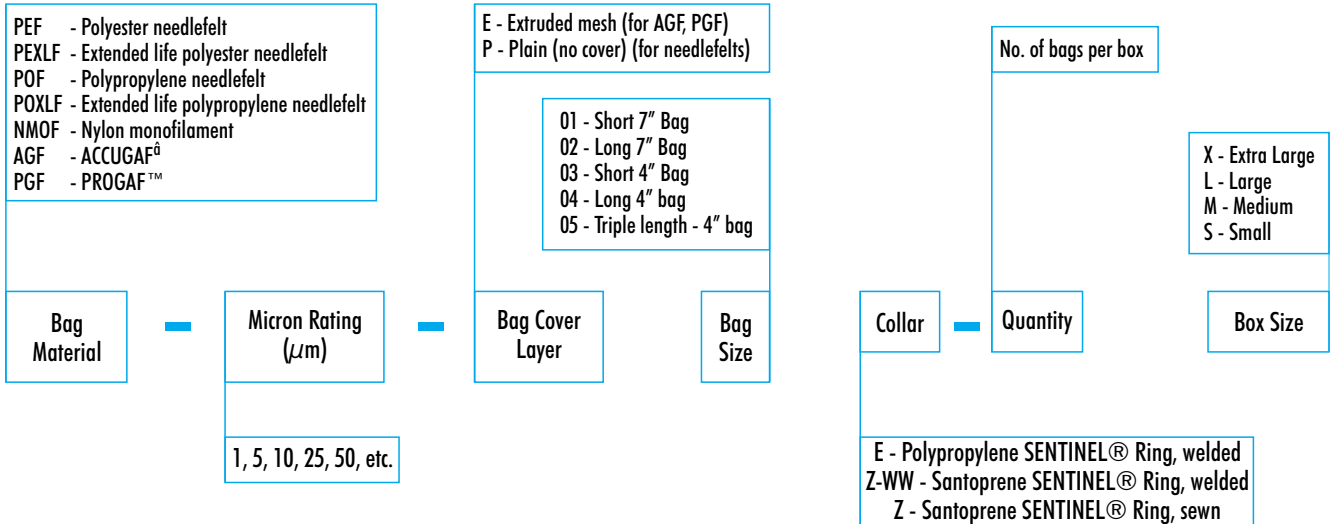 PEF - Polyester needlefelt
PEXLF - Extended life polyester needlefelt
POF - Polypropylene needlefelt
POXLF - Extended life polypropylene needlefelt
NMOF - Nylon monofilament
AGF - ACCUGAFâ
PGF - PROGAF™
E - Extruded mesh (for AGF, PGF)
P - Plain (no cover) (for needlefelts)
No. of bags per box
01 - Short 7” Bag
02 - Long 7” Bag
03 - Short 4” Bag
04 - Long 4” bag
05 - Triple length - 4” bag
X - Extra Large
L - Large
M - Medium
S - Small
Bag
Material
–
Micron Rating
(μm)
–
Bag Cover
Layer
Bag
Size
Collar
–
Quantity
Box Size
1, 5, 10, 25, 50, etc.
E - Polypropylene SENTINEL® Ring, welded
Z-WW - Santoprene SENTINEL® Ring, welded
Z - Santoprene SENTINEL® Ring, sewn